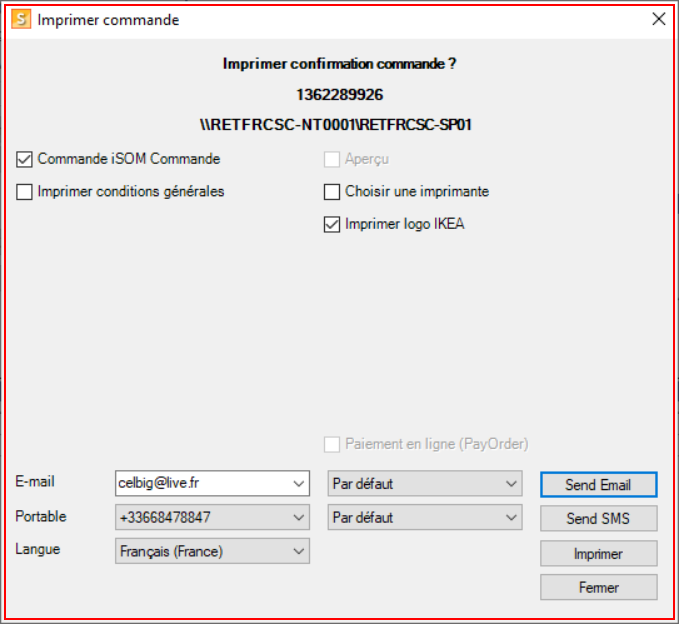 S Imprimer commande
Imprimer confirmation commande ?
1362289926
\\RETFRCSC-NT0001\RETFRCSC-SP01
Commande iSOM Commande
Aperçu
Imprimer conditions générales
Choisir une imprimante
Imprimer logo IKEA
Paiement en ligne (PayOrder)
E-mail celbig@live.fr Par défaut Send Email
Portable +33668478847 Par défaut Send SMS
Langue Français (France) Imprimer
Fermer